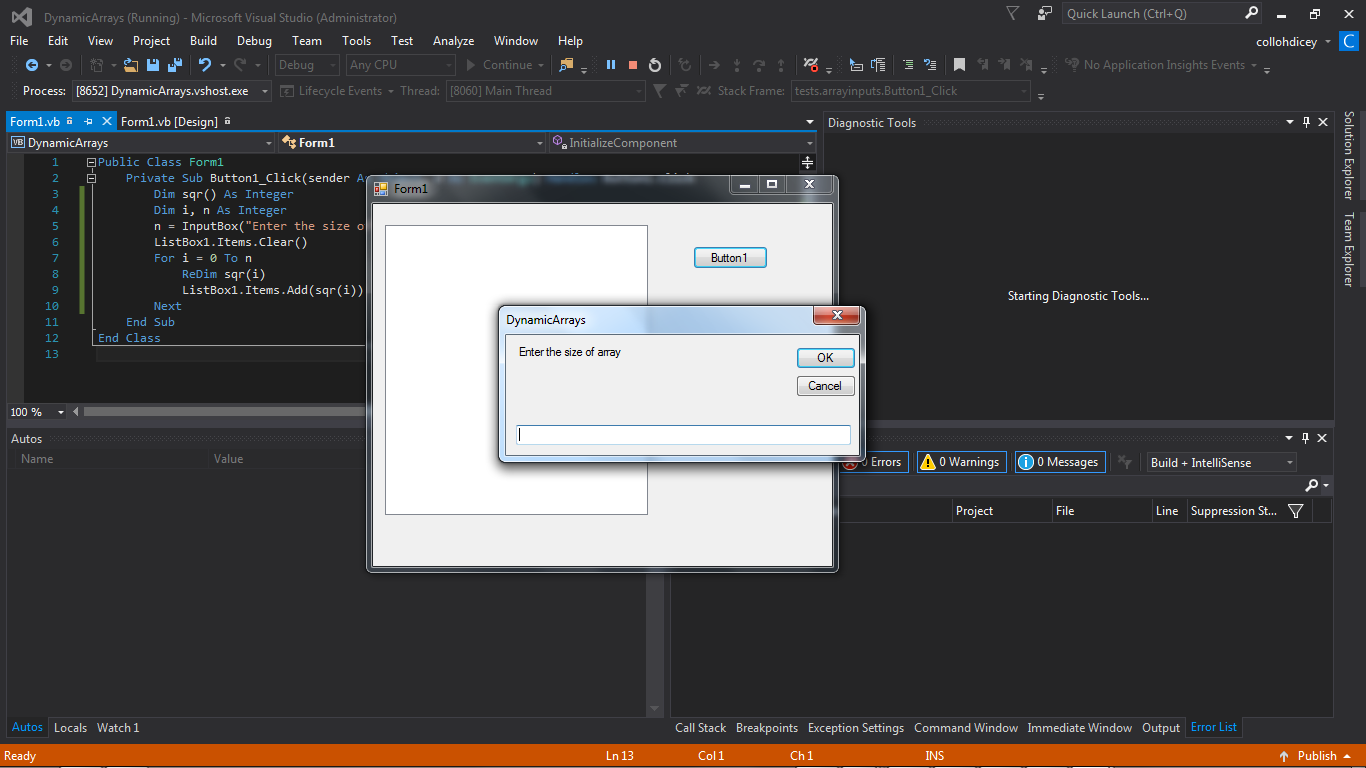 DynamicArrays (Running) - Microsoft Visual Studio (Administrator)
Quick Launch (Ctrl+Q)
File Edit View Project Build Debug Team Tools Test Analyze Window Help
collohdicey C
Debug Any CPU Continue No Application Insights Events
Process: [8652] DynamicArrays.vshost.exe Lifecycle Events Thread: [8060] Main Thread Stack Frame: tests.arrayinputs.Button1_Click
Form1.vb Form1.vb [Design]
Diagnostic Tools
VB DynamicArrays Form1 InitializeComponent
1 Public Class Form1
2 Private Sub Button1_Click(sender
3 Dim sqr() As Integer
4 Dim i, n As Integer
5 n = InputBox("Enter the size o
6 ListBox1.Items.Clear()
7 For i = 0 To n
8 ReDim sqr(i)
9 ListBox1.Items.Add(sqr(i))
10 Next
11 End Sub
12 End Class
13
100 %
Form1
Button1
DynamicArrays
Enter the size of array
OK
Cancel
Starting Diagnostic Tools...
Solution Explorer
Team Explorer
Autos
Name Value
0 Errors 0 Warnings 0 Messages Build + IntelliSense
Project File Line Suppression St...
Autos Locals Watch 1
Call Stack Breakpoints Exception Settings Command Window Immediate Window Output Error List
Ready Ln 13 Col 1 Ch 1 INS Publish